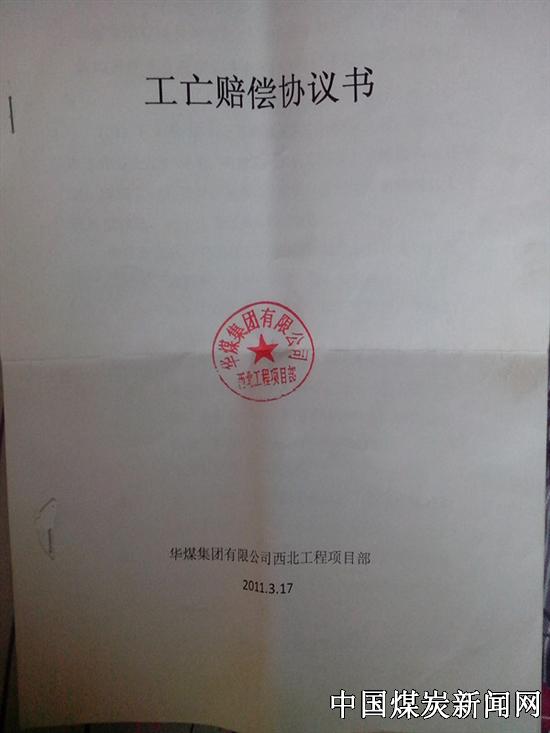 工亡赔偿协议书
华煤集团有限公司
西北工程项目部
华煤集团有限公司西北工程项目部
2011.3.17
中国煤炭新闻网